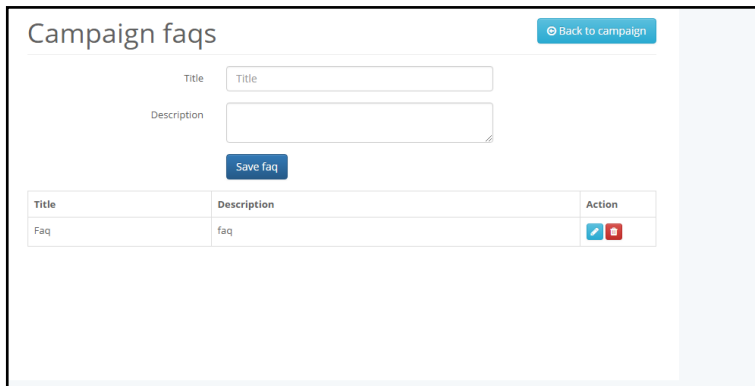 Campaign faqs
Back to campaign
Title
Title
Description
Save faq
Title Description Action
Faq faq